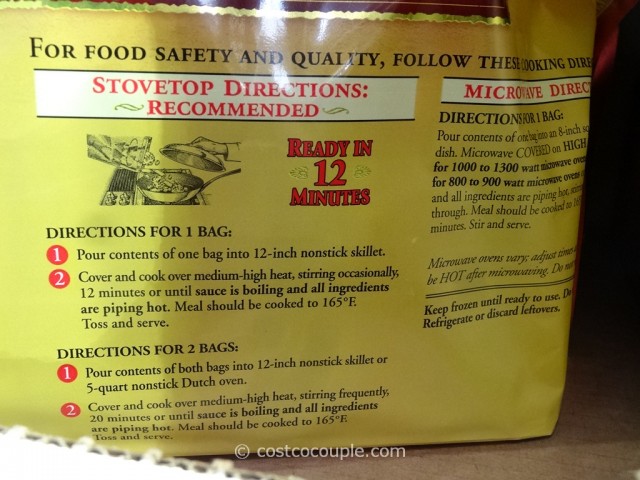 FOR FOOD SAFETY AND QUALITY, FOLLOW THESE COOKING DIRE
STOVETOP DIRECTIONS:
RECOMMENDED
READY IN
12
MINUTES
DIRECTIONS FOR 1 BAG:
1 Pour contents of one bag into 12-inch nonstick skillet.
2 Cover and cook over medium-high heat, stirring occasionally,
12 minutes or until sauce is boiling and all ingredients
are piping hot. Meal should be cooked to 165°F.
Toss and serve.
DIRECTIONS FOR 2 BAGS:
1 Pour contents of both bags into 12-inch nonstick skillet or
5-quart nonstick Dutch oven.
2 Cover and cook over medium-high heat, stirring frequently,
20 minutes or until sauce is boiling and all ingredients
are piping hot. Meal should be cooked to 165°F.
Toss and serve.
MICROWAVE DIREC
DIRECTIONS FOR 1 BAG:
Pour contents of one bag into an 8-inch
dish. Microwave COVERED on HIGH
for 1000 to 1300 watt microwave
for 800 to 900 watt microwave ovens
and all ingredients are piping hot,
through. Meal should be cooked to 165
minutes. Stir and serve.
Microwave ovens vary: adjust times
be HOT after microwaving. Do
Keep frozen until ready to use. Do
Refrigerate or discard leftovers.
© costcocouple.com ♡